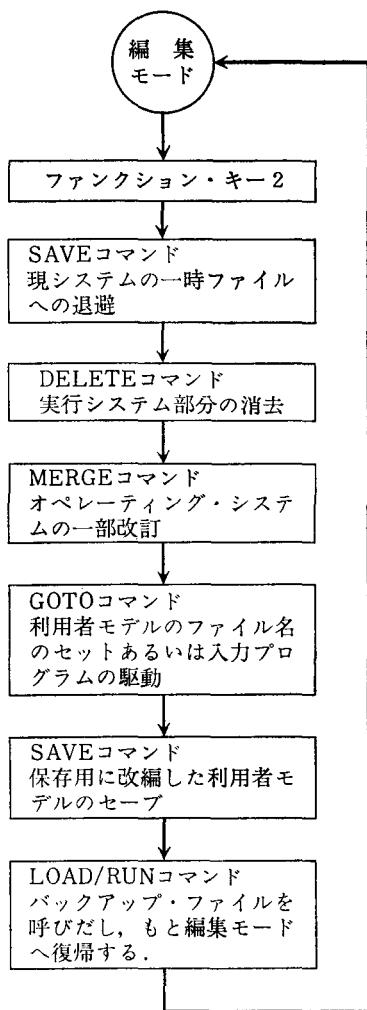 編　集
モード
ファンクション・キー2
SAVEコマンド
現システムの一時ファイル
への退避
DELETEコマンド
実行システム部分の消去
MERGEコマンド
オペレーティング・システ
ムの一部改訂
GOTOコマンド
利用者モデルのファイル名
のセットあるいは入力プロ
グラムの駆動
SAVEコマンド
保存用に改編した利用者モ
デルのセーブ
LOAD/RUNコマンド
バックアップ・ファイルを
呼びだし，もと編集モード
へ復帰する．